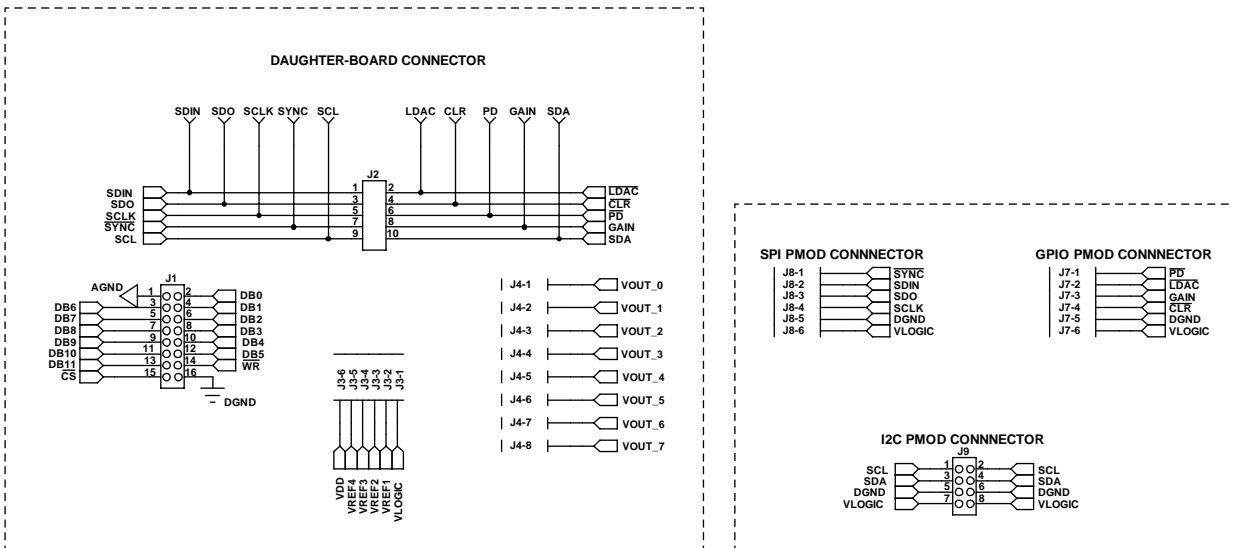 DAUGHTER-BOARD CONNECTOR
SDIN SDO SCLK SYNC SCL LDAC CLR PD GAIN SDA
J2
SDIN 1 2 LDAC
SDO 3 4 CLR
SCLK 5 6 PD
SYNC 7 8 GAIN
SCL 9 10 SDA
J1
AGND 1 2 DB0
DB6 3 4 DB1
DB7 5 6 DB2
DB8 7 8 DB3
DB9 9 10 DB4
DB10 11 12 DB5
DB11 13 14 WR
CS 15 16
DGND
J3-6 J3-5 J3-4 J3-3 J3-2 J3-1
VDD VREF4 VREF3 VREF2 VREF1 VLOGIC
J4-1 VOUT_0
J4-2 VOUT_1
J4-3 VOUT_2
J4-4 VOUT_3
J4-5 VOUT_4
J4-6 VOUT_5
J4-7 VOUT_6
J4-8 VOUT_7
SPI PMOD CONNNECTOR
J8-1 SYNC
J8-2 SDIN
J8-3 SDO
J8-4 SCLK
J8-5 DGND
J8-6 VLOGIC
GPIO PMOD CONNNECTOR
J7-1 PD
J7-2 LDAC
J7-3 GAIN
J7-4 CLR
J7-5 DGND
J7-6 VLOGIC
I2C PMOD CONNNECTOR
J9
SCL 1 2 SCL
SDA 3 4 SDA
DGND 5 6 DGND
VLOGIC 7 8 VLOGIC